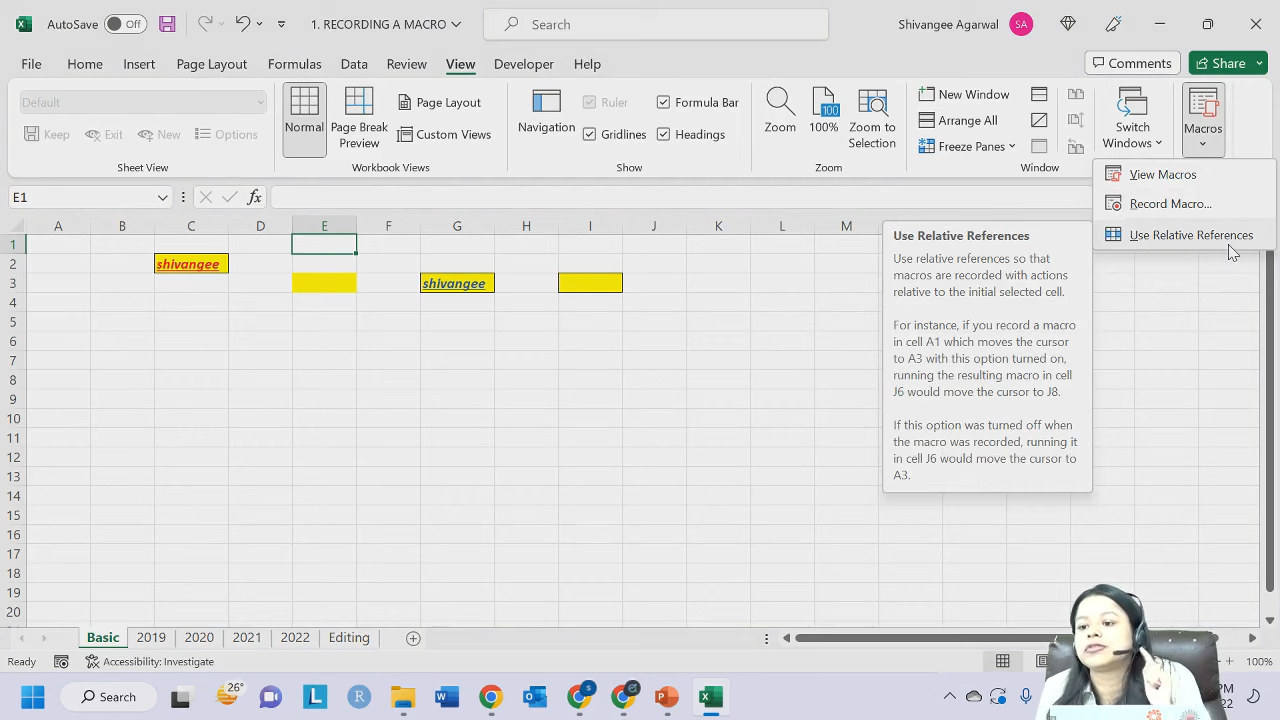 AutoSave Off 1. RECORDING A MACRO Search Shivangee Agarwal SA
File Home Insert Page Layout Formulas Data Review View Developer Help Comments Share
Default
Keep Exit New Options
Sheet View
Normal
Page Break Preview
Page Layout
Custom Views
Workbook Views
Navigation
Ruler
Formula Bar
Gridlines
Headings
Show
Zoom
100
100%
Zoom to Selection
Zoom
New Window
Arrange All
Freeze Panes
Switch Windows
Window
Macros
View Macros
Record Macro...
Use Relative References
E1 fx
A B C D E F G H I J K L M
1
2 shivangee
3 shivangee
4
5
6
7
8
9
10
11
12
13
14
15
16
17
18
19
20
Use Relative References
Use relative references so that
macros are recorded with actions
relative to the initial selected cell.
For instance, if you record a macro
in cell A1 which moves the cursor
to A3 with this option turned on,
running the resulting macro in cell
J6 would move the cursor to J8.
If this option was turned off when
the macro was recorded, running it
in cell J6 would move the cursor to
A3.
Basic 2019 2020 2021 2022 Editing
Ready Accessibility: Investigate 100%
Search 26°